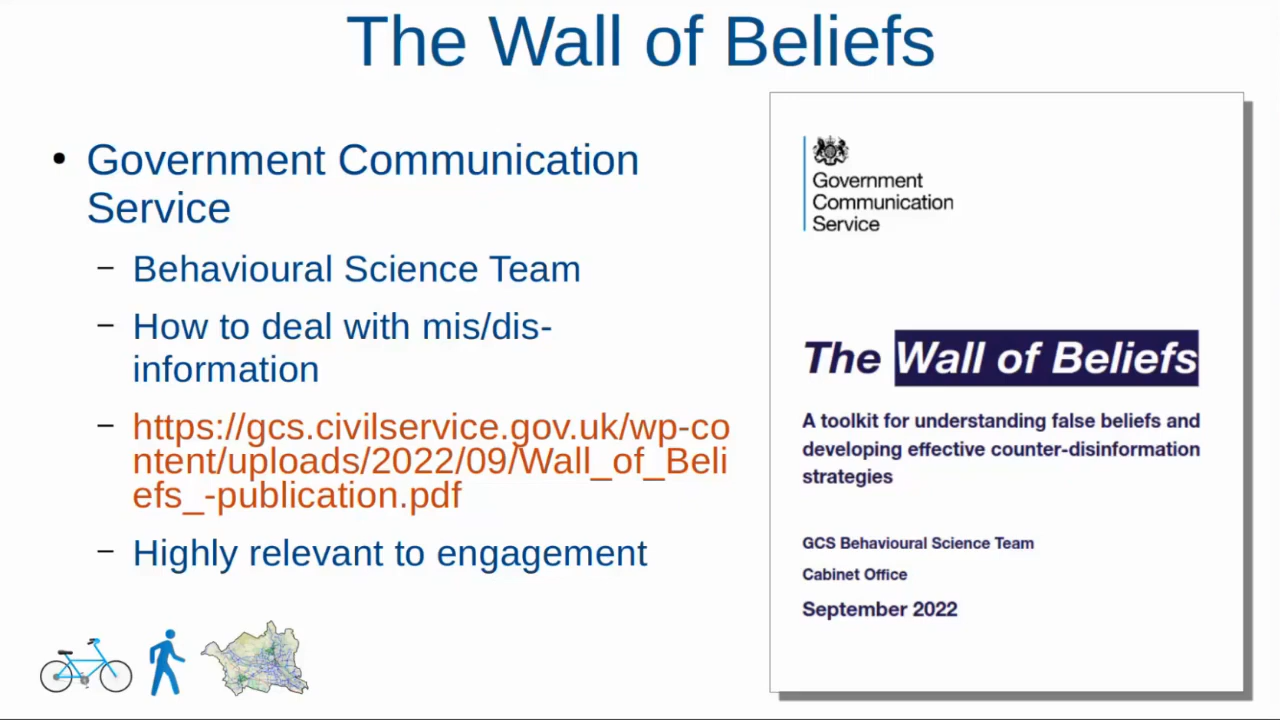 The Wall of Beliefs
• Government Communication
Service
– Behavioural Science Team
– How to deal with mis/dis-
information
– https://gcs.civilservice.gov.uk/wp-co
ntent/uploads/2022/09/Wall_of_Beli
efs_-publication.pdf
– Highly relevant to engagement
Government
Communication
Service
The Wall of Beliefs
A toolkit for understanding false beliefs and
developing effective counter-disinformation
strategies
GCS Behavioural Science Team
Cabinet Office
September 2022